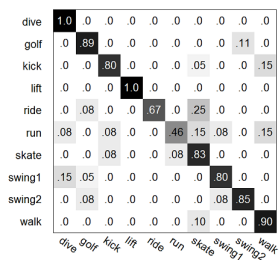 dive 1.0 .0 .0 .0 .0 .0 .0 .0 .0 .0
golf .0 .89 .0 .0 .0 .0 .0 .0 .11 .0
kick .0 .0 .80 .0 .0 .0 .05 .0 .0 .15
lift .0 .0 .0 1.0 .0 .0 .0 .0 .0 .0
ride .0 .08 .0 .0 .67 .0 .25 .0 .0 .0
run .08 .0 .08 .0 .0 .46 .15 .08 .0 .15
skate .0 .0 .08 .0 .0 .08 .83 .0 .0 .0
swing1 .15 .05 .0 .0 .0 .0 .0 .80 .0 .0
swing2 .0 .08 .0 .0 .0 .0 .0 .08 .85 .0
walk .0 .0 .0 .0 .0 .0 .10 .0 .0 .90
dive golf kick lift ride run skate swing1 swing2 walk